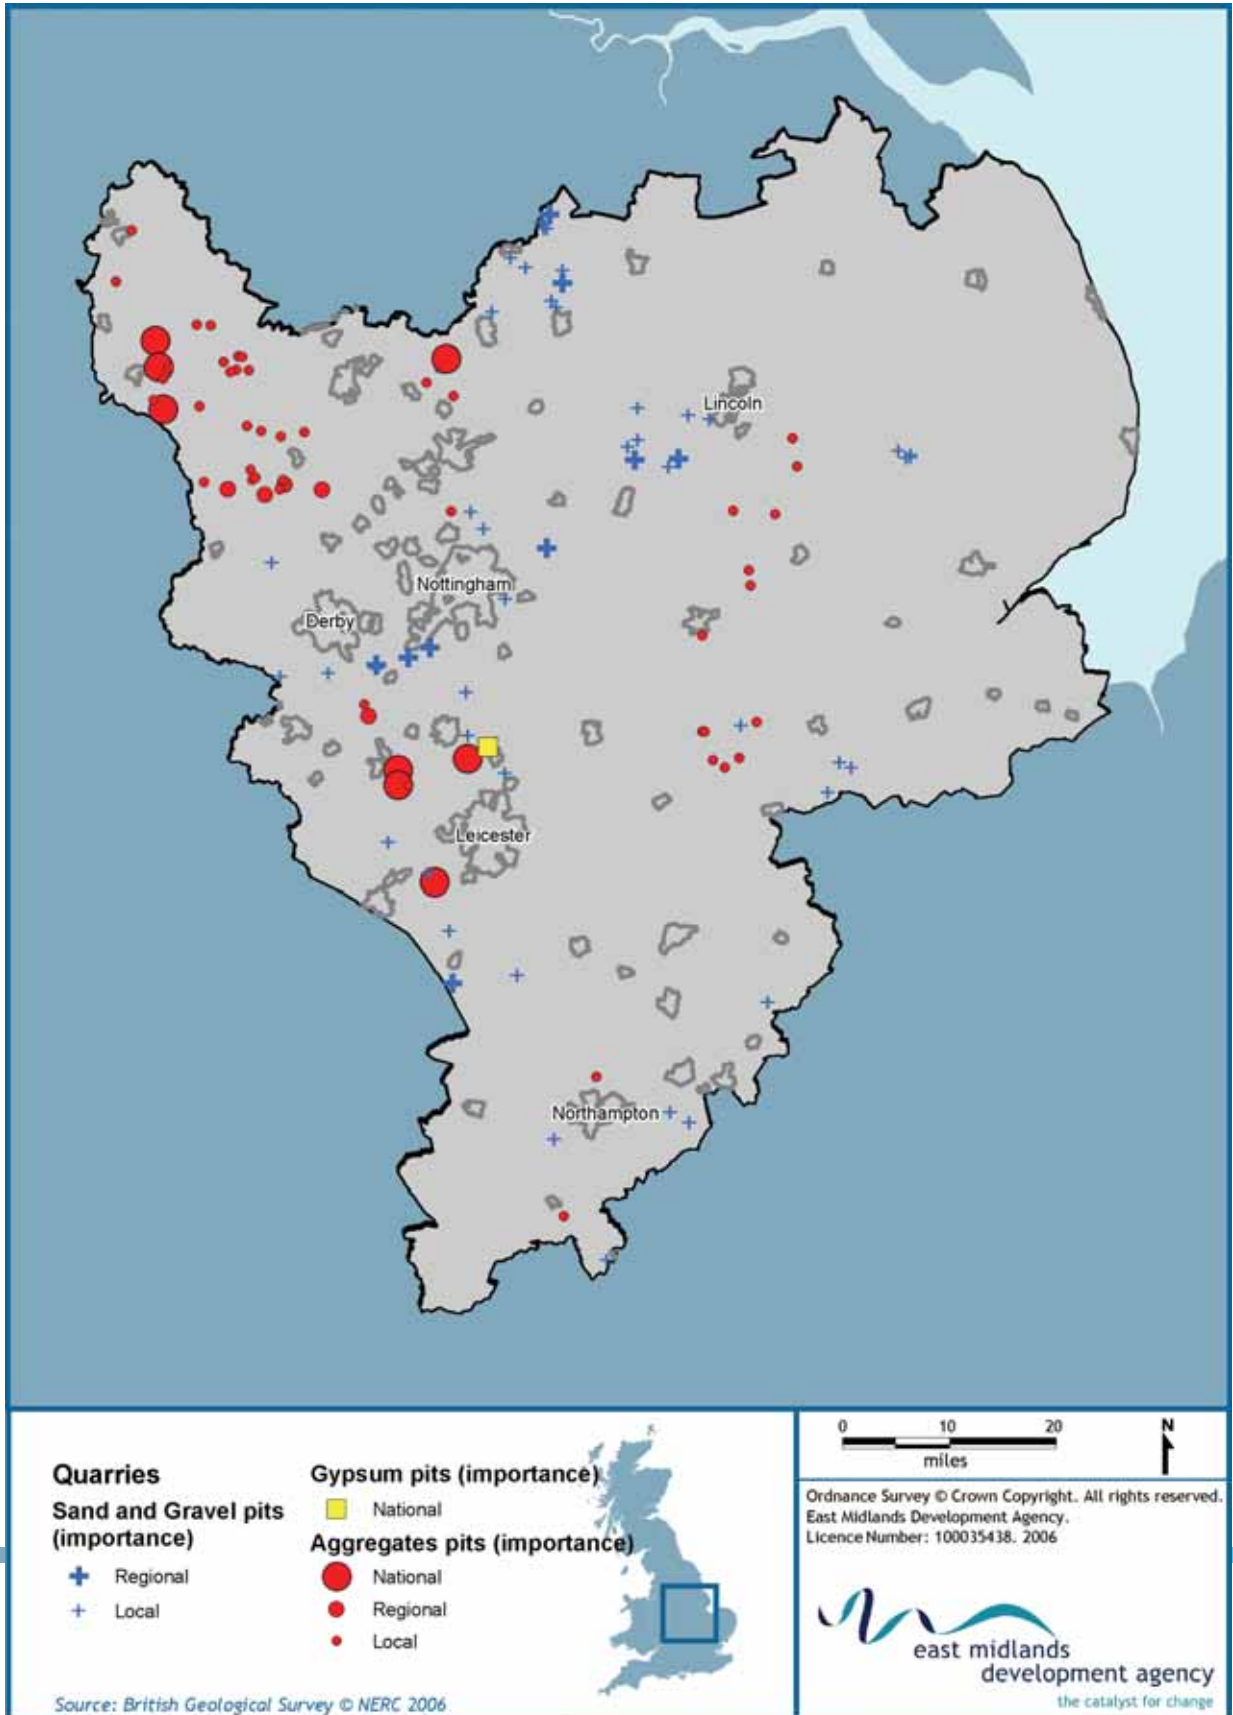 Lincoln
Nottingham
Derby
Leicester
Northampton
Quarries
Sand and Gravel pits
(importance)
Regional
Local
Gypsum pits (importance)
National
Aggregates pits (importance)
National
Regional
Local
Source: British Geological Survey © NERC 2006
0 10 20
miles
N
Ordnance Survey © Crown Copyright. All rights reserved.
East Midlands Development Agency.
Licence Number: 100035438. 2006
east midlands
development agency
the catalyst for change